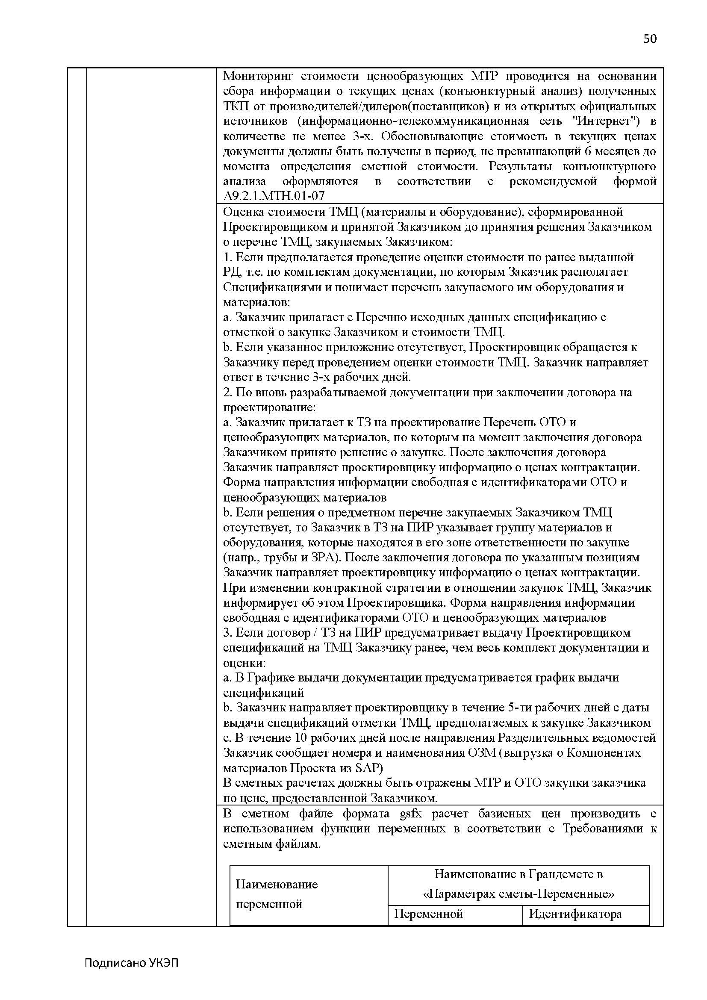 50
Мониторинг стоимости ценообразующих МТР проводится на основании
сбора информации о текущих ценах (конъюнктурный анализ) полученных
ТКП от производителей/дилеров(поставщиков) и из открытых официальных
источников (информационно-телекоммуникационная сеть "Интернет") в
количестве не менее 3-х. Обосновывающие стоимость в текущих ценах
документы должны быть получены в период, не превышающий 6 месяцев до
момента определения сметной стоимости. Результаты конъюнктурного
анализа оформляются в соответствии с рекомендуемой формой
А9.2.1.МТН.01-07
Оценка стоимости ТМЦ (материалы и оборудование), сформированной
Проектировщиком и принятой Заказчиком до принятия решения Заказчиком
о перечне ТМЦ, закупаемых Заказчиком:
1. Если предполагается проведение оценки стоимости по ранее выданной
РД, т.е. по комплектам документации, по которым Заказчик располагает
Спецификациями и понимает перечень закупаемого им оборудования и
материалов:
a. Заказчик прилагает с Перечню исходных данных спецификацию с
отметкой о закупке Заказчиком и стоимости ТМЦ.
b. Если указанное приложение отсутствует, Проектировщик обращается к
Заказчику перед проведением оценки стоимости ТМЦ. Заказчик направляет
ответ в течение 3-х рабочих дней.
2. По вновь разрабатываемой документации при заключении договора на
проектирование:
a. Заказчик прилагает к ТЗ на проектирование Перечень ОТО и
ценообразующих материалов, по которым на момент заключения договора
Заказчиком принято решение о закупке. После заключения договора
Заказчик направляет проектировщику информацию о ценах контрактации.
Форма направления информации свободная с идентификаторами ОТО и
ценообразующих материалов
b. Если решения о предметном перечне закупаемых Заказчиком ТМЦ
отсутствует, то Заказчик в ТЗ на ПИР указывает группу материалов и
оборудования, которые находятся в его зоне ответственности по закупке
(напр., трубы и ЗРА). После заключения договора по указанным позициям
Заказчик направляет проектировщику информацию о ценах контрактации.
При изменении контрактной стратегии в отношении закупок ТМЦ, Заказчик
информирует об этом Проектировщика. Форма направления информации
свободная с идентификаторами ОТО и ценообразующих материалов
3. Если договор / ТЗ на ПИР предусматривает выдачу Проектировщиком
спецификаций на ТМЦ Заказчику ранее, чем весь комплект документации и
оценки:
a. В Графике выдачи документации предусматривается график выдачи
спецификаций
b. Заказчик направляет проектировщику в течение 5-ти рабочих дней с даты
выдачи спецификаций отметки ТМЦ, предполагаемых к закупке Заказчиком
c. В течение 10 рабочих дней после направления Разделительных ведомостей
Заказчик сообщает номера и наименования ОЗМ (выгрузка о Компонентах
материалов Проекта из SAP)
В сметных расчетах должны быть отражены МТР и ОТО закупки заказчика
по цене, предоставленной Заказчиком.
В сметном файле формата gsfx расчет базисных цен производить с
использованием функции переменных в соответствии с Требованиями к
сметным файлам.
Наименование
переменной
Наименование в Грандсмете в
«Параметрах сметы-Переменные»
Переменной
Идентификатора
Подписано УКЭП